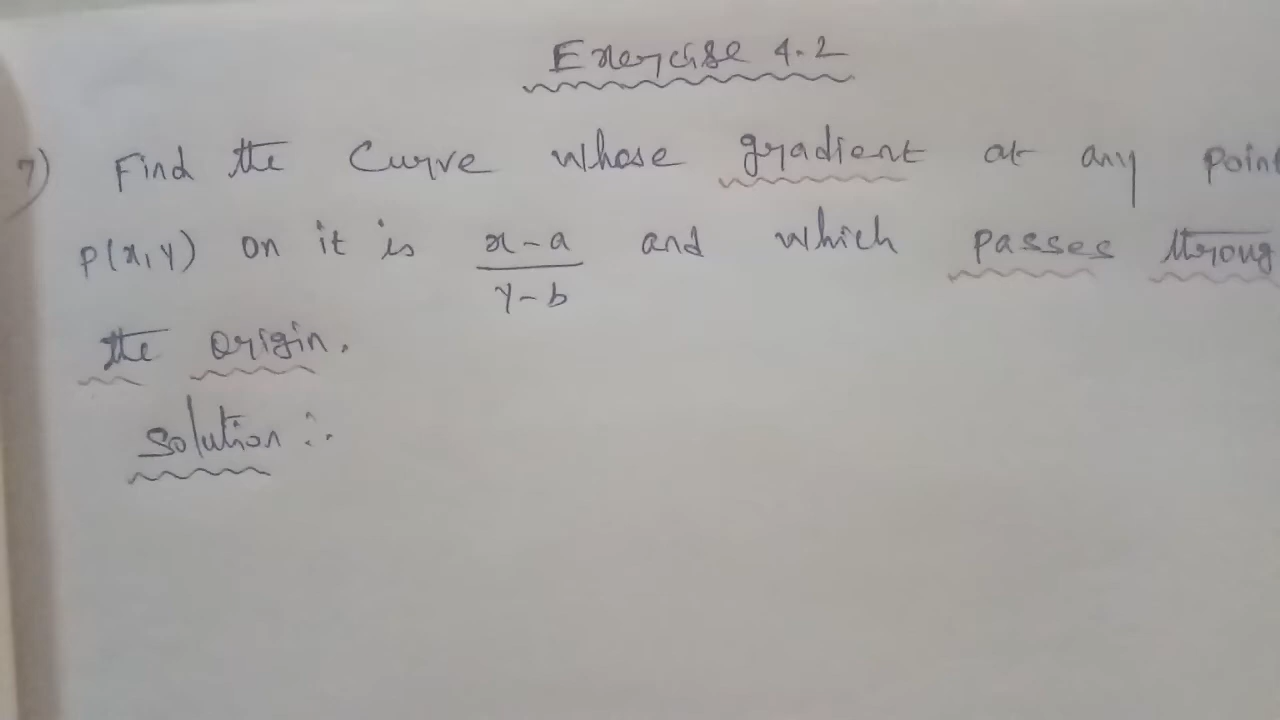 Exercise 4.2
7) Find the Curve whose gradient at any point
P(x,y) on it is x-a/y-b and which passes throug
the origin.
Solution :-